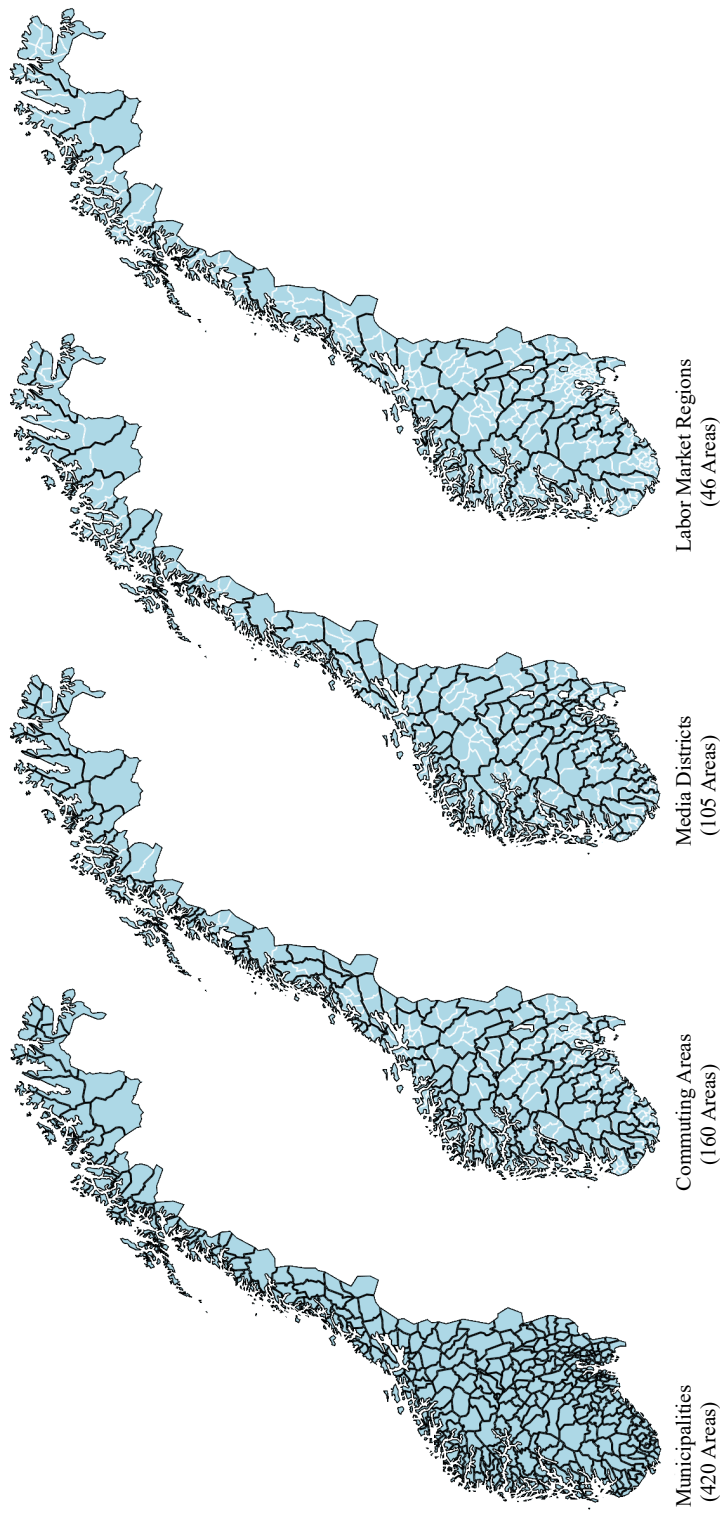 Municipalities
(420 Areas)
Commuting Areas
(160 Areas)
Media Districts
(105 Areas)
Labor Market Regions
(46 Areas)